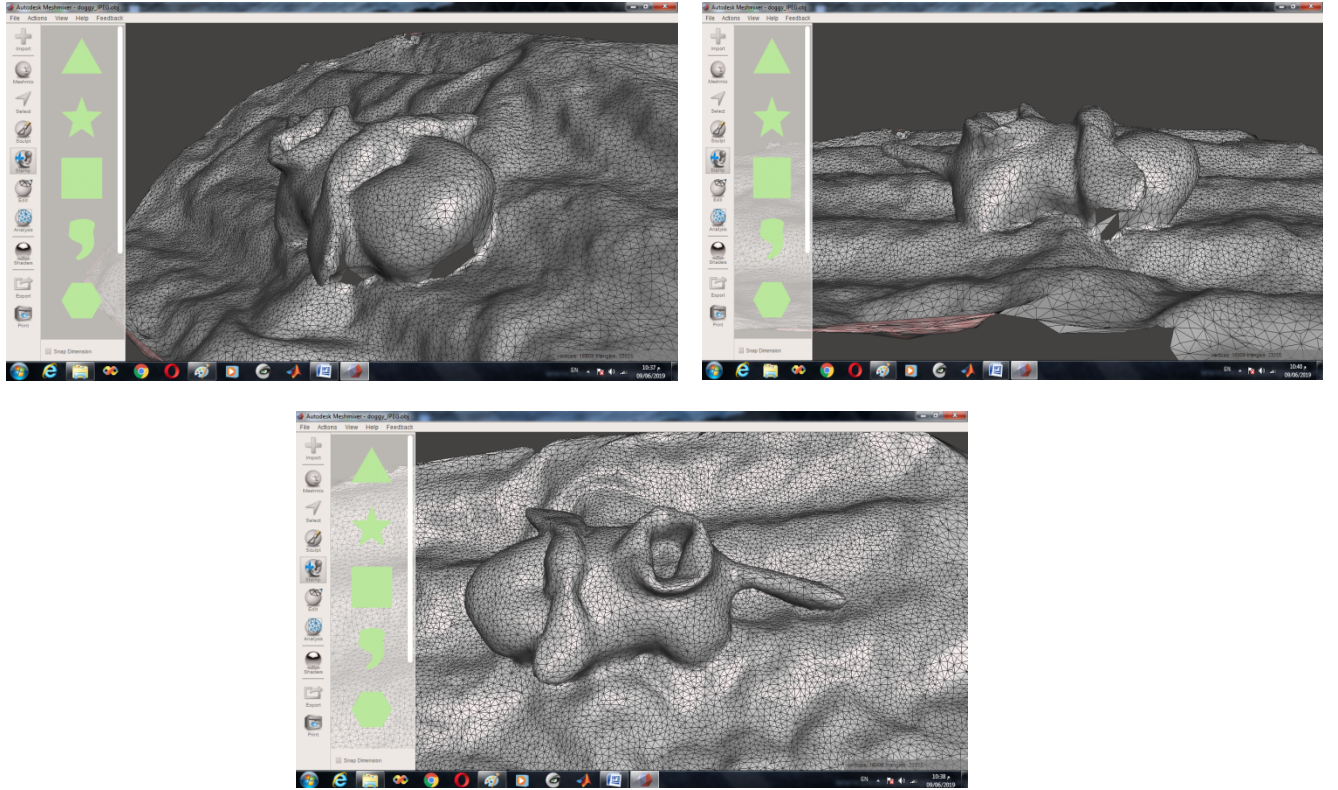 Autodesk Meshmixer - doggy_IPEG.obj
File Actions View Help Feedback
Import
Meshmix
Select
Sculpt
Stamp
Edit
Analysis
Shaders
Export
Print
Snap Dimension
EN
10:37 م
09/06/2019
Autodesk Meshmixer - doggy_IPEG.obj
File Actions View Help Feedback
Import
Meshmix
Select
Sculpt
Stamp
Edit
Analysis
Shaders
Export
Print
Snap Dimension
EN
10:40 م
09/06/2019
Autodesk Meshmixer - doggy_IPEG.obj
File Actions View Help Feedback
Import
Meshmix
Select
Sculpt
Stamp
Edit
Analysis
Shaders
Export
Print
Snap Dimension
EN
10:38 م
09/06/2019